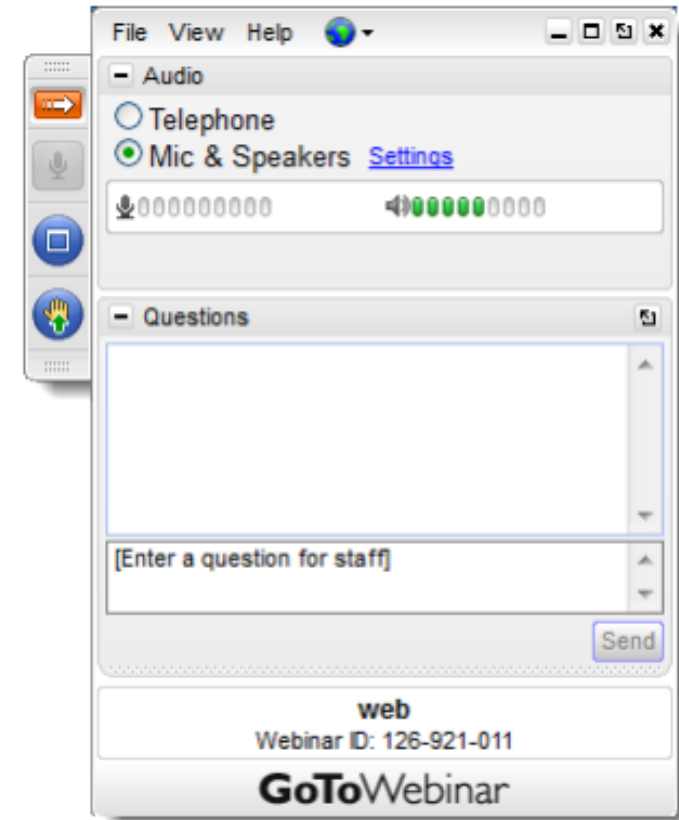 File View Help
Audio
Telephone
Mic & Speakers Settings
Questions
[Enter a question for staff]
Send
web
Webinar ID: 126-921-011
GoToWebinar